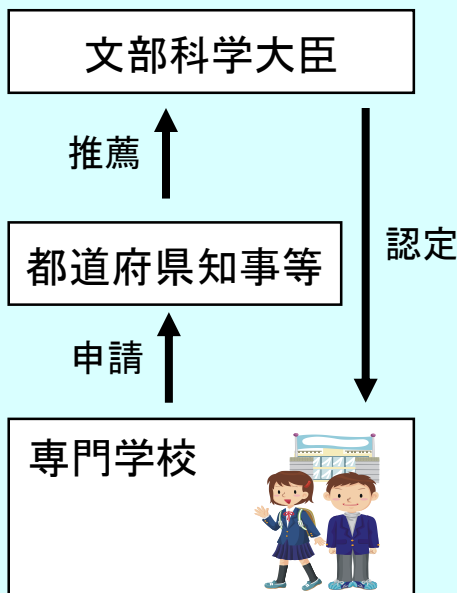 文部科学大臣
推薦
認定
都道府県知事等
申請
専門学校